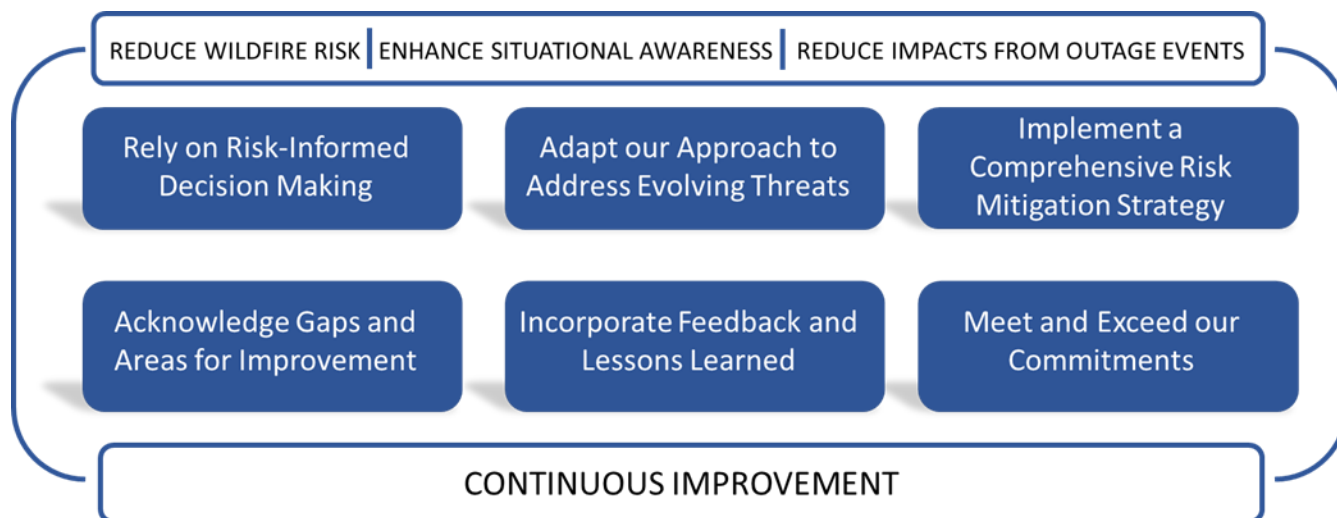 REDUCE WILDFIRE RISK | ENHANCE SITUATIONAL AWARENESS | REDUCE IMPACTS FROM OUTAGE EVENTS
Rely on Risk-Informed
Decision Making
Adapt our Approach to
Address Evolving Threats
Implement a
Comprehensive Risk
Mitigation Strategy
Acknowledge Gaps and
Areas for Improvement
Incorporate Feedback and
Lessons Learned
Meet and Exceed our
Commitments
CONTINUOUS IMPROVEMENT